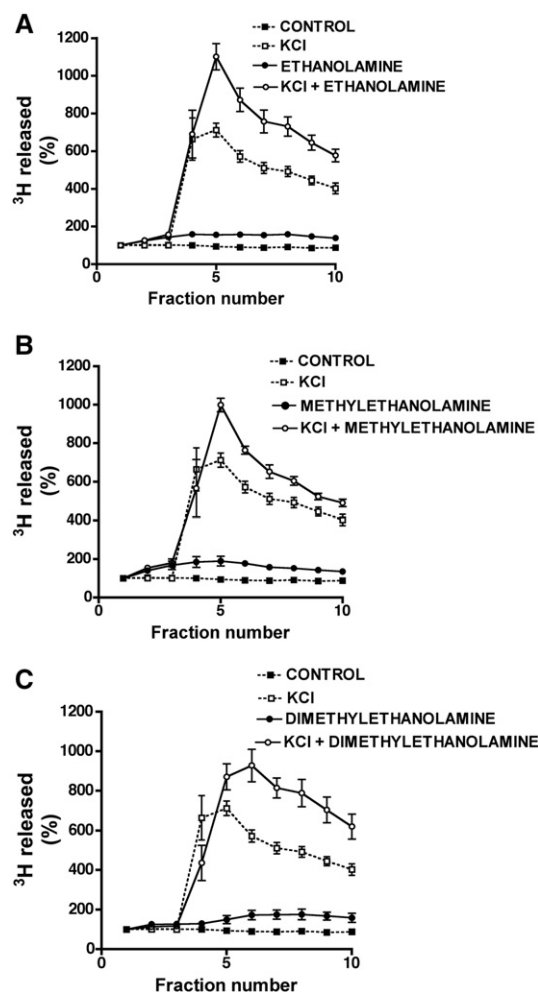 A
CONTROL
KCl
ETHANOLAMINE
KCl + ETHANOLAMINE
³H released
(%)
1200
1000
800
600
400
200
0
0
5
10
Fraction number
B
CONTROL
KCl
METHYLETHANOLAMINE
KCl + METHYLETHANOLAMINE
³H released
(%)
1200
1000
800
600
400
200
0
0
5
10
Fraction number
C
CONTROL
KCl
DIMETHYLETHANOLAMINE
KCl + DIMETHYLETHANOLAMINE
³H released
(%)
1200
1000
800
600
400
200
0
0
5
10
Fraction number